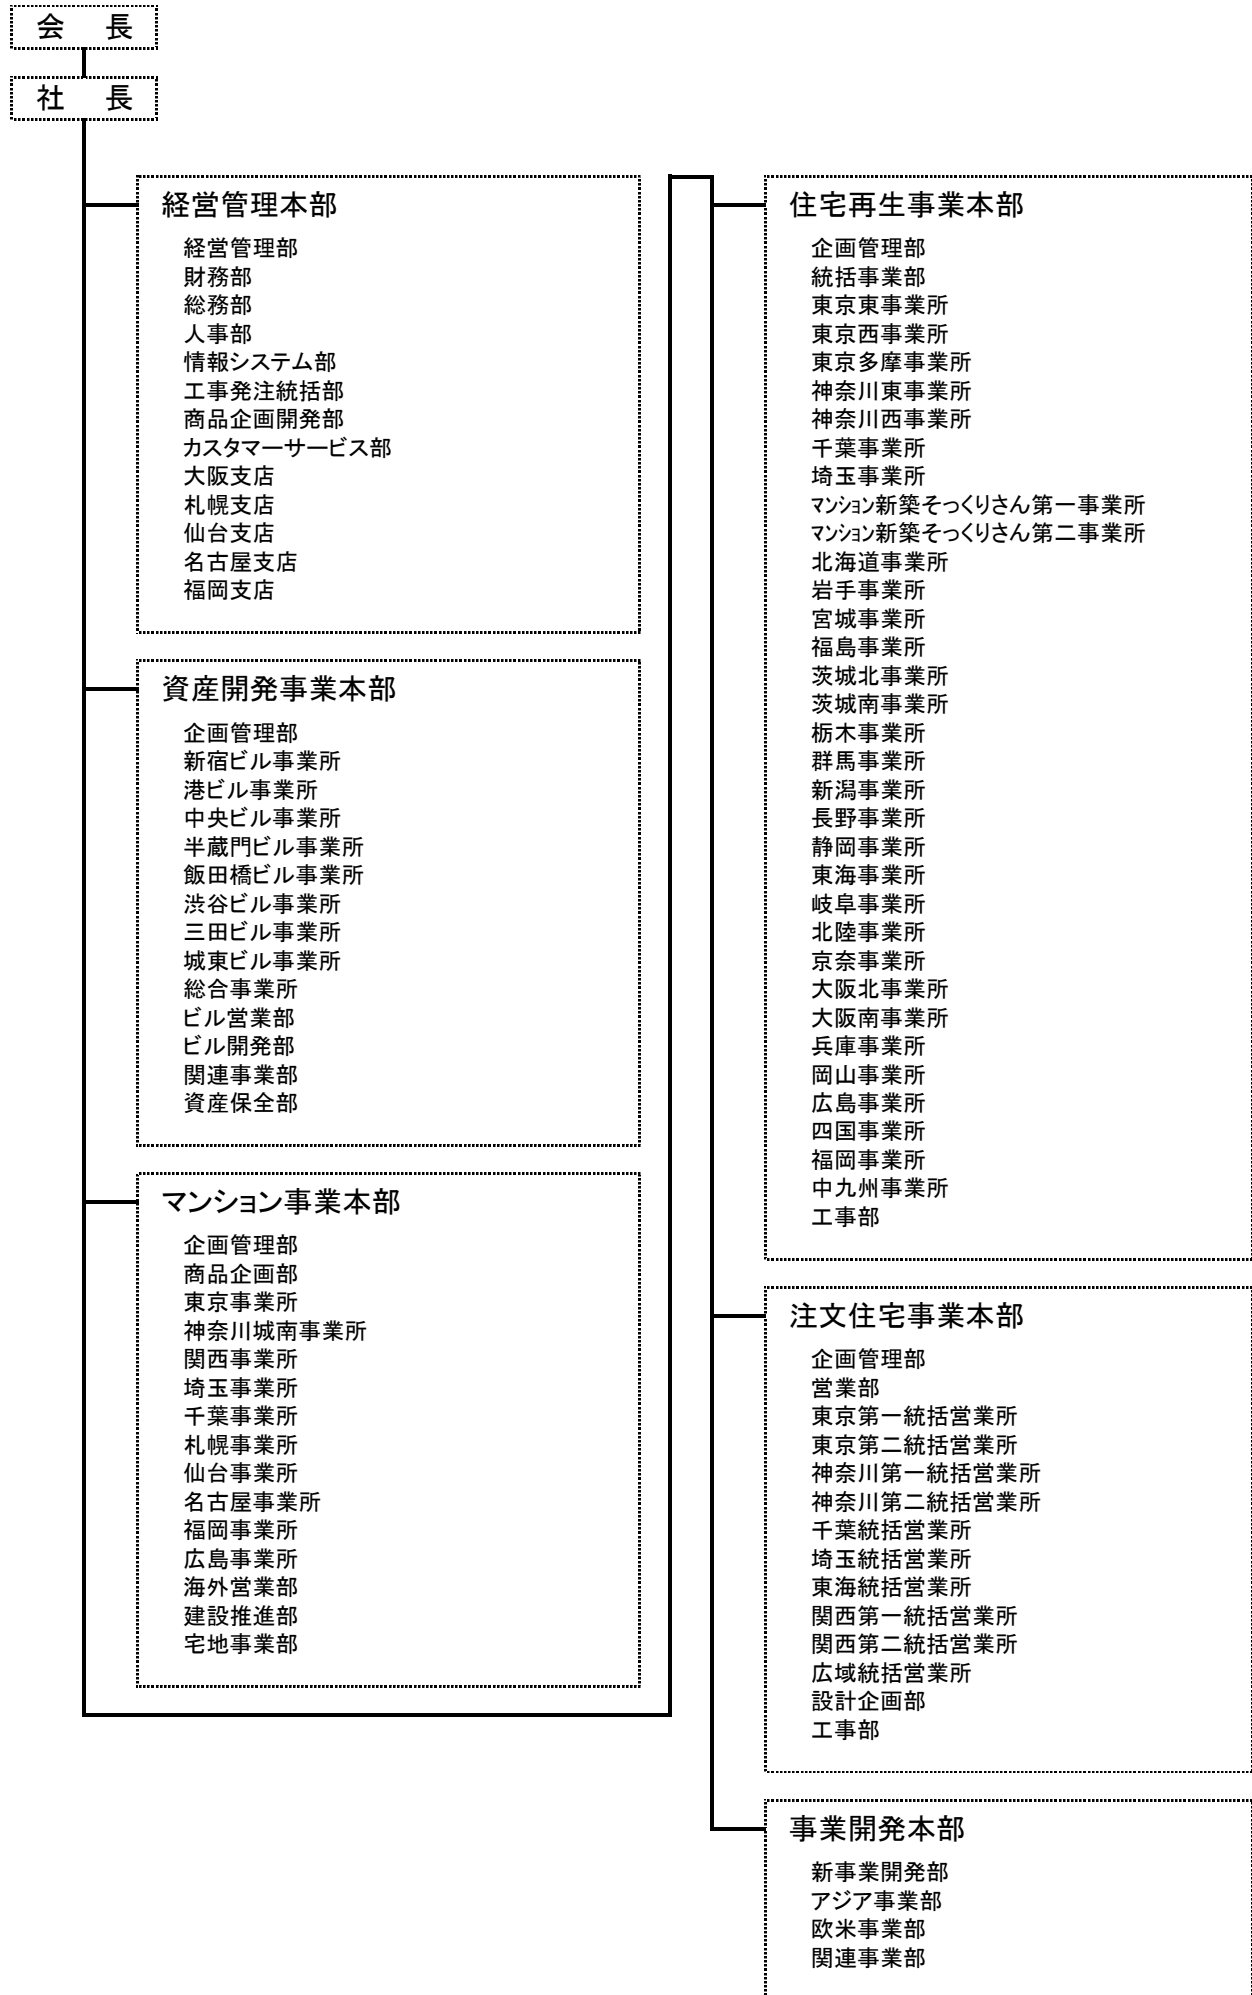 会　長
社　長
経営管理本部
経営管理部
財務部
総務部
人事部
情報システム部
工事発注統括部
商品企画開発部
カスタマーサービス部
大阪支店
札幌支店
仙台支店
名古屋支店
福岡支店
資産開発事業本部
企画管理部
新宿ビル事業所
港ビル事業所
中央ビル事業所
半蔵門ビル事業所
飯田橋ビル事業所
渋谷ビル事業所
三田ビル事業所
城東ビル事業所
総合事業所
ビル営業部
ビル開発部
関連事業部
資産保全部
マンション事業本部
企画管理部
商品企画部
東京事業所
神奈川城南事業所
関西事業所
埼玉事業所
千葉事業所
札幌事業所
仙台事業所
名古屋事業所
福岡事業所
広島事業所
海外営業部
建設推進部
宅地事業部
住宅再生事業本部
企画管理部
統括事業部
東京東事業所
東京西事業所
東京多摩事業所
神奈川東事業所
神奈川西事業所
千葉事業所
埼玉事業所
ﾏﾝｼｮﾝ新築そっくりさん第一事業所
ﾏﾝｼｮﾝ新築そっくりさん第二事業所
北海道事業所
岩手事業所
宮城事業所
福島事業所
茨城北事業所
茨城南事業所
栃木事業所
群馬事業所
新潟事業所
長野事業所
静岡事業所
東海事業所
岐阜事業所
北陸事業所
京奈事業所
大阪北事業所
大阪南事業所
兵庫事業所
岡山事業所
広島事業所
四国事業所
福岡事業所
中九州事業所
工事部
注文住宅事業本部
企画管理部
営業部
東京第一統括営業所
東京第二統括営業所
神奈川第一統括営業所
神奈川第二統括営業所
千葉統括営業所
埼玉統括営業所
東海統括営業所
関西第一統括営業所
関西第二統括営業所
広域統括営業所
設計企画部
工事部
事業開発本部
新事業開発部
アジア事業部
欧米事業部
関連事業部